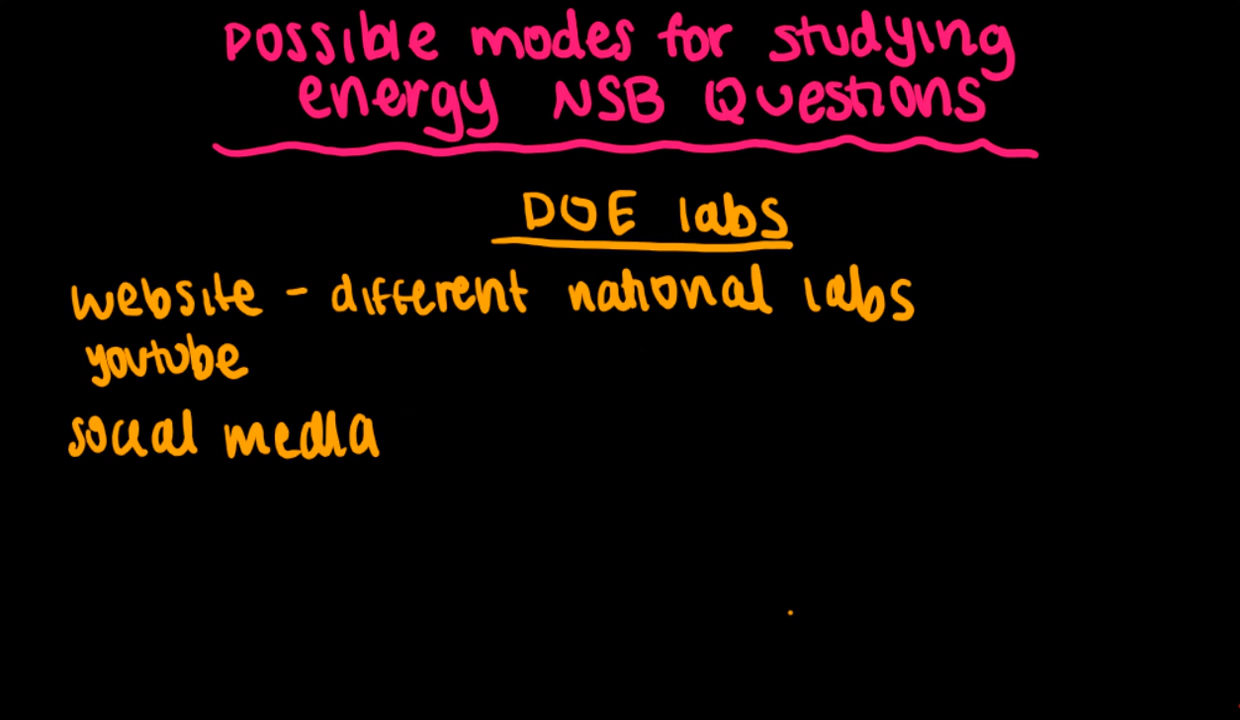 possible modes for studying
energy NSB Questions
DOE labs
website - different national labs
youtube
social media